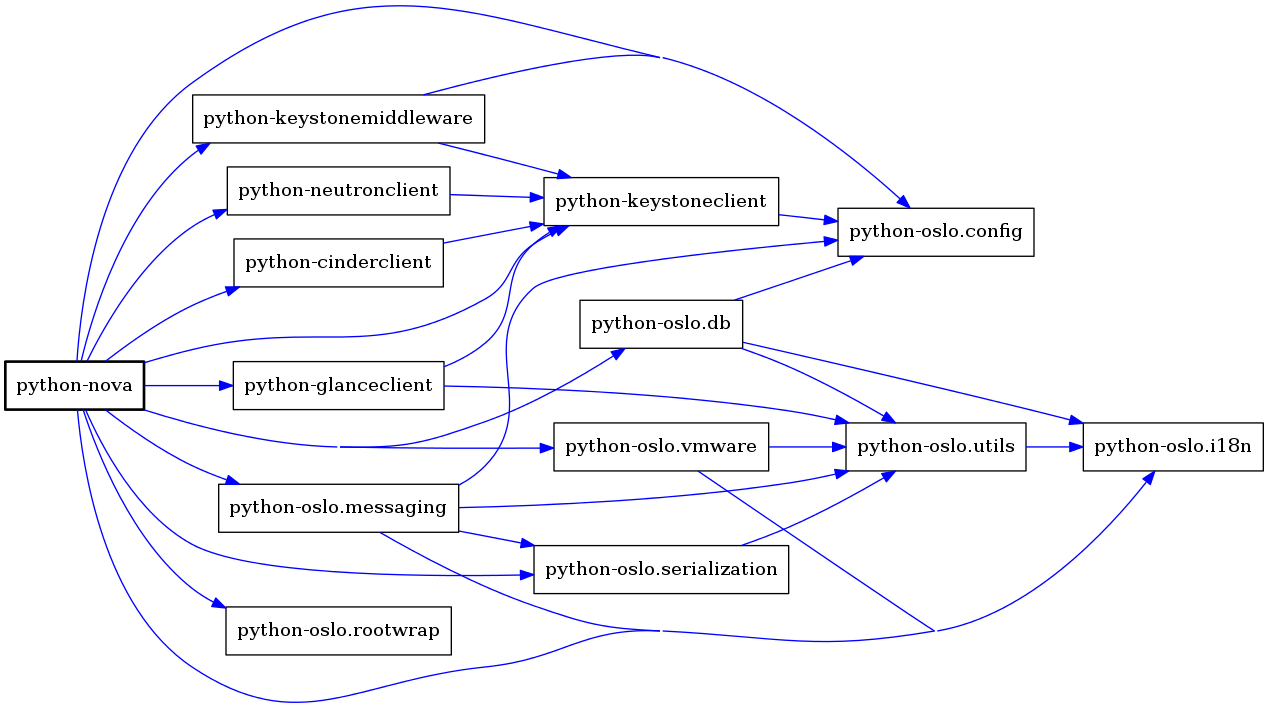 python-keystonemiddleware
python-neutronclient
python-keystoneclient
python-oslo.config
python-cinderclient
python-oslo.db
python-nova
python-glanceclient
python-oslo.vmware
python-oslo.utils
python-oslo.i18n
python-oslo.messaging
python-oslo.serialization
python-oslo.rootwrap